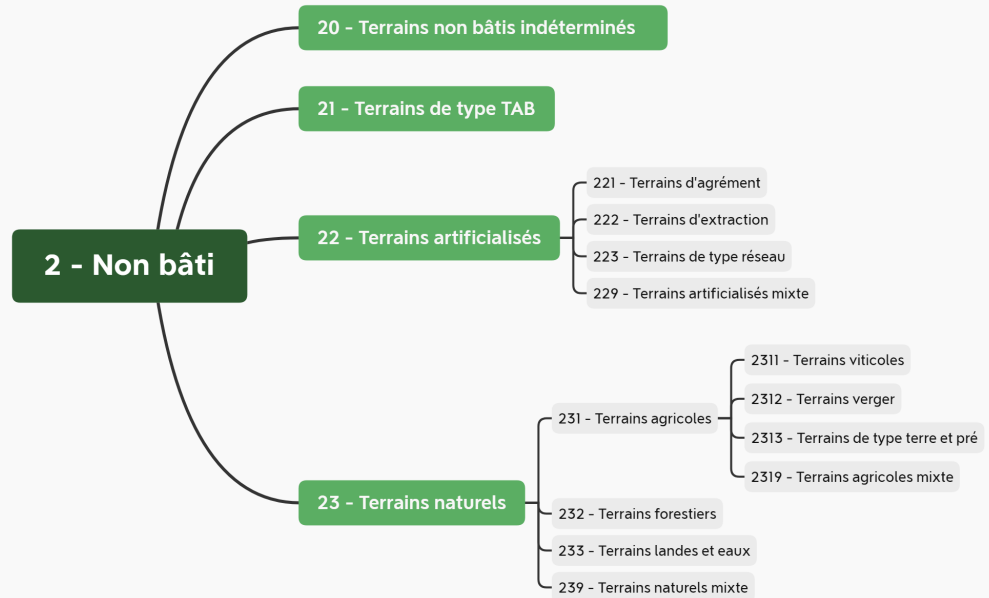 20 - Terrains non bâtis indéterminés
21 - Terrains de type TAB
221 - Terrains d'agrément
222 - Terrains d'extraction
22 - Terrains artificialisés
223 - Terrains de type réseau
2 - Non bâti
229 - Terrains artificialisés mixte
2311 - Terrains viticoles
2312 - Terrains verger
231 - Terrains agricoles
2313 - Terrains de type terre et pré
2319 - Terrains agricoles mixte
23 - Terrains naturels
232 - Terrains forestiers
233 - Terrains landes et eaux
239 - Terrains naturels mixte